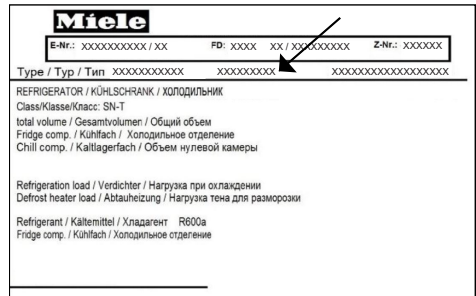 Miele
E-Nr.: XXXXXXXXXX / XX FD: XXXX XX / XXXXXXXXX Z-Nr.: XXXXXX
Type / Typ / Тип XXXXXXXXXXX XXXXXXXXX XXXXXXXXXXXXXXXXXX
REFRIGERATOR / KÜHLSCHRANK / ХОЛОДИЛЬНИК
Class/Klasse/Класс: SN-T
total volume / Gesamtvolumen / Общий объем
Fridge comp. / Kühlfach / Холодильное отделение
Chill comp. / Kaltlagerfach / Объем нулевой камеры
Refrigeration load / Verdichter / Нагрузка при охлаждении
Defrost heater load / Abtauheizung / Нагрузка тена для разморозки
Refrigerant / Kältemittel / Хладагент R600a
Fridge comp. / Kühlfach / Холодильное отделение